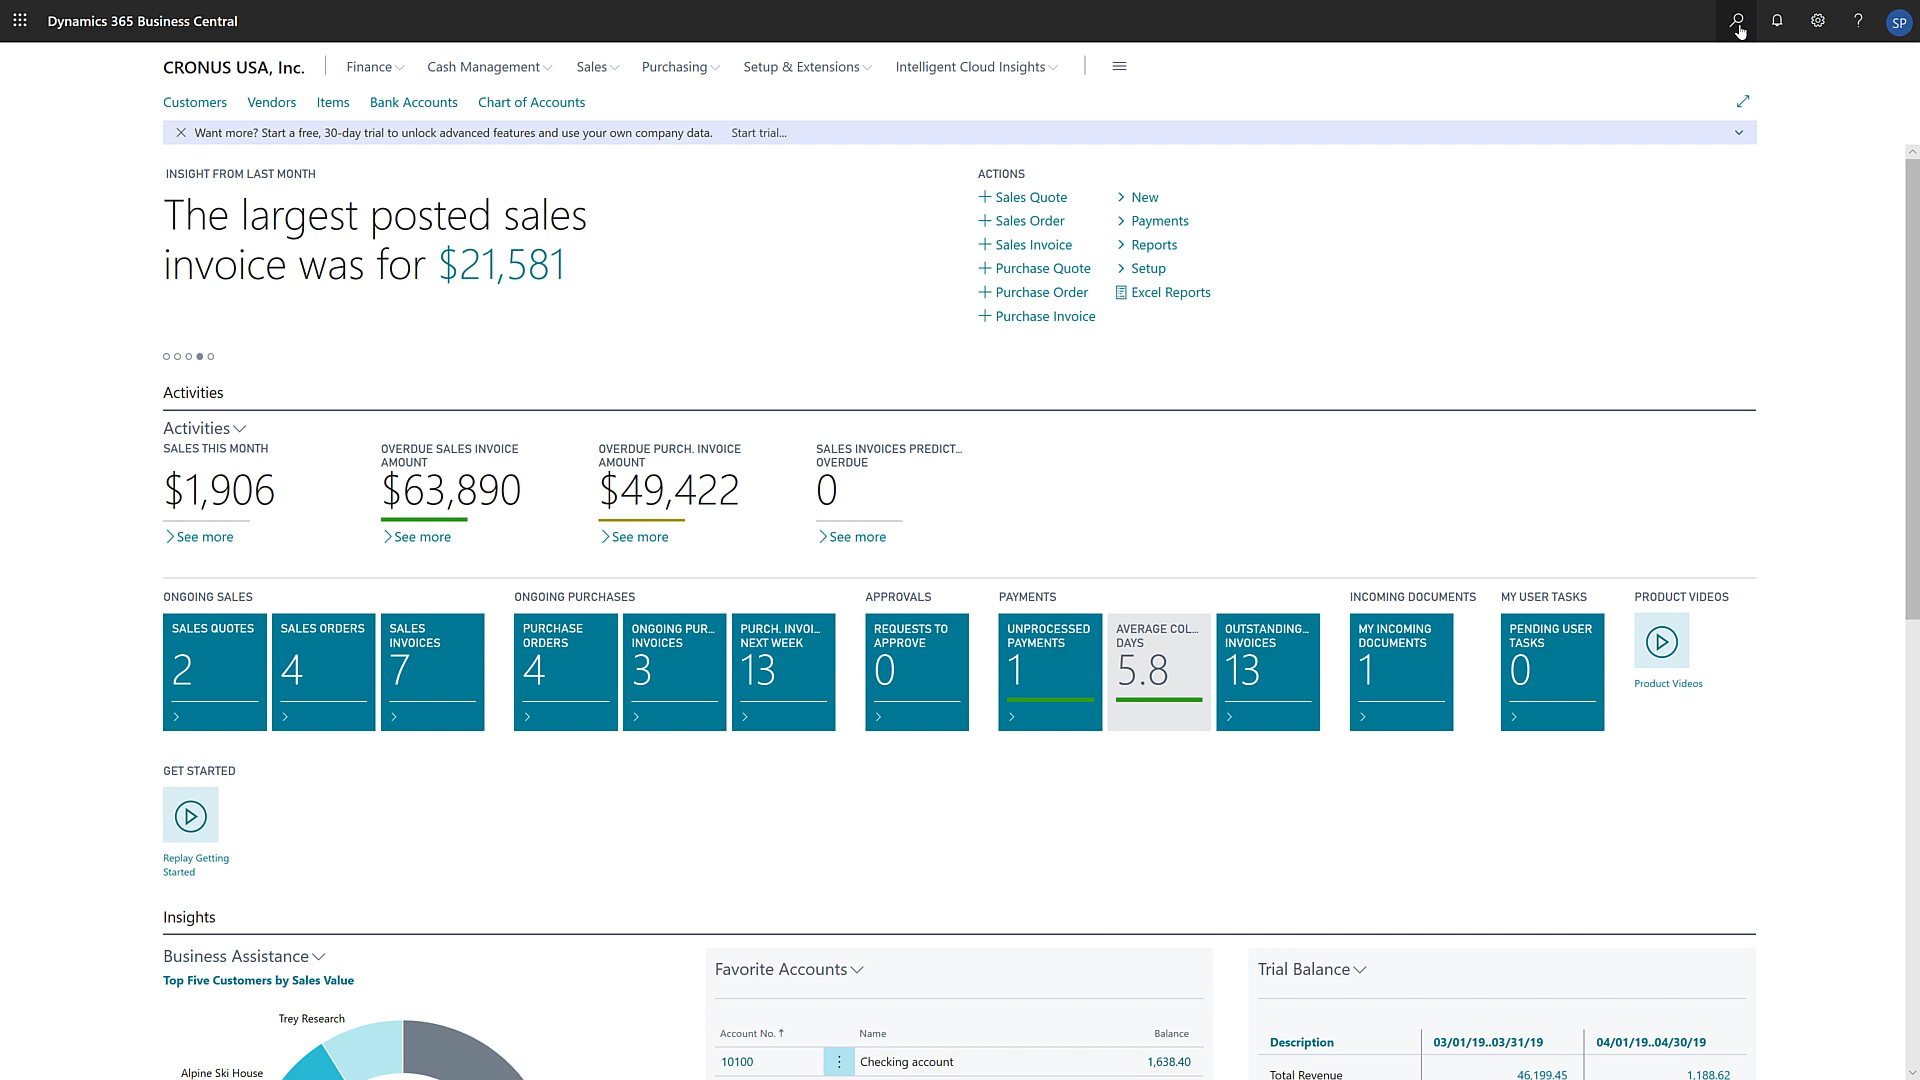 Dynamics 365 Business Central
SP
CRONUS USA, Inc.
Finance
Cash Management
Sales
Purchasing
Setup & Extensions
Intelligent Cloud Insights
Customers
Vendors
Items
Bank Accounts
Chart of Accounts
Want more? Start a free, 30-day trial to unlock advanced features and use your own company data. Start trial...
INSIGHT FROM LAST MONTH
The largest posted sales
invoice was for $21,581
ACTIONS
Sales Quote
Sales Order
Sales Invoice
Purchase Quote
Purchase Order
Purchase Invoice
New
Payments
Reports
Setup
Excel Reports
Activities
Activities
SALES THIS MONTH
$1,906
See more
OVERDUE SALES INVOICE
AMOUNT
$63,890
See more
OVERDUE PURCH. INVOICE
AMOUNT
$49,422
See more
SALES INVOICES PREDICT...
OVERDUE
0
See more
ONGOING SALES
SALES QUOTES
2
SALES ORDERS
4
SALES
INVOICES
7
ONGOING PURCHASES
PURCHASE
ORDERS
4
ONGOING PUR...
INVOICES
3
PURCH. INVOI...
NEXT WEEK
13
APPROVALS
REQUESTS TO
APPROVE
0
PAYMENTS
UNPROCESSED
PAYMENTS
1
AVERAGE COL...
DAYS
5.8
OUTSTANDING...
INVOICES
13
INCOMING DOCUMENTS
MY INCOMING
DOCUMENTS
1
MY USER TASKS
PENDING USER
TASKS
0
PRODUCT VIDEOS
Product Videos
GET STARTED
Replay Getting
Started
Insights
Business Assistance
Top Five Customers by Sales Value
Trey Research
Alpine Ski House
Favorite Accounts
Account No. ↑ Name Balance
10100 Checking account 1,638.40
Trial Balance
Description 03/01/19..03/31/19 04/01/19..04/30/19
Total Revenue 46,199.45 1,188.62